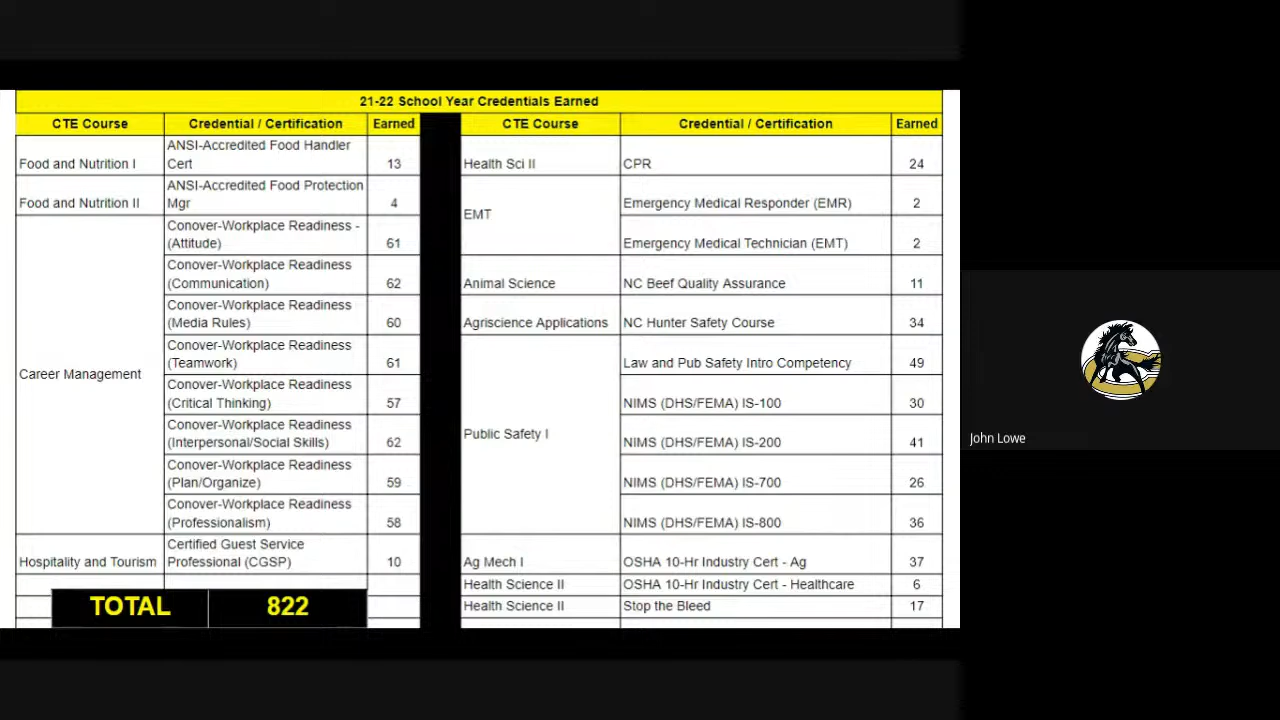 21-22 School Year Credentials Earned
CTE Course Credential / Certification Earned
Food and Nutrition I ANSI-Accredited Food Handler
Cert 13
Food and Nutrition II ANSI-Accredited Food Protection
Mgr 4
Career Management
Conover-Workplace Readiness -
(Attitude) 61
Conover-Workplace Readiness
(Communication) 62
Conover-Workplace Readiness
(Media Rules) 60
Conover-Workplace Readiness
(Teamwork) 61
Conover-Workplace Readiness
(Critical Thinking) 57
Conover-Workplace Readiness
(Interpersonal/Social Skills) 62
Conover-Workplace Readiness
(Plan/Organize) 59
Conover-Workplace Readiness
(Professionalism) 58
Hospitality and Tourism Certified Guest Service
Professional (CGSP) 10
TOTAL 822
CTE Course Credential / Certification Earned
Health Sci II CPR 24
EMT
Emergency Medical Responder (EMR) 2
Emergency Medical Technician (EMT) 2
Animal Science NC Beef Quality Assurance 11
Agriscience Applications NC Hunter Safety Course 34
Public Safety I
Law and Pub Safety Intro Competency 49
NIMS (DHS/FEMA) IS-100 30
NIMS (DHS/FEMA) IS-200 41
NIMS (DHS/FEMA) IS-700 26
NIMS (DHS/FEMA) IS-800 36
Ag Mech I OSHA 10-Hr Industry Cert - Ag 37
Health Science II OSHA 10-Hr Industry Cert - Healthcare 6
Health Science II Stop the Bleed 17
John Lowe